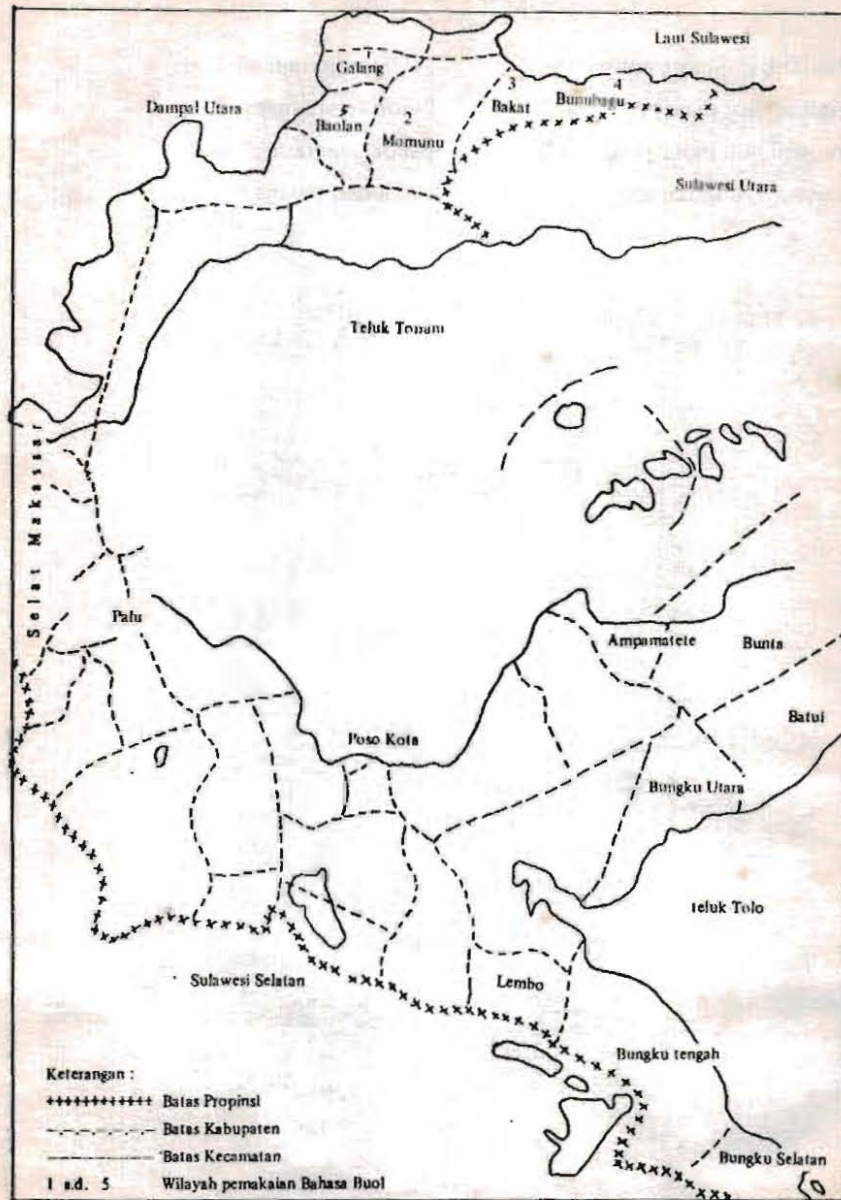 Laut Sulawesi
1
Galang
3
4
Dampal Utara
5
Baolan
2
Momunu
Bakat
Bunubogu
Sulawesi Utara
Teluk Tomini
Selat Makassar
Palu
Ampamatete
Bunta
Batui
Poso Kota
Bungku Utara
Teluk Tolo
Sulawesi Selatan
Lembo
Bungku tengah
Bungku Selatan
Keterangan :
Batas Propinsi
Batas Kabupaten
Batas Kecamatan
1 s.d. 5 Wilayah pemakaian Bahasa Buol